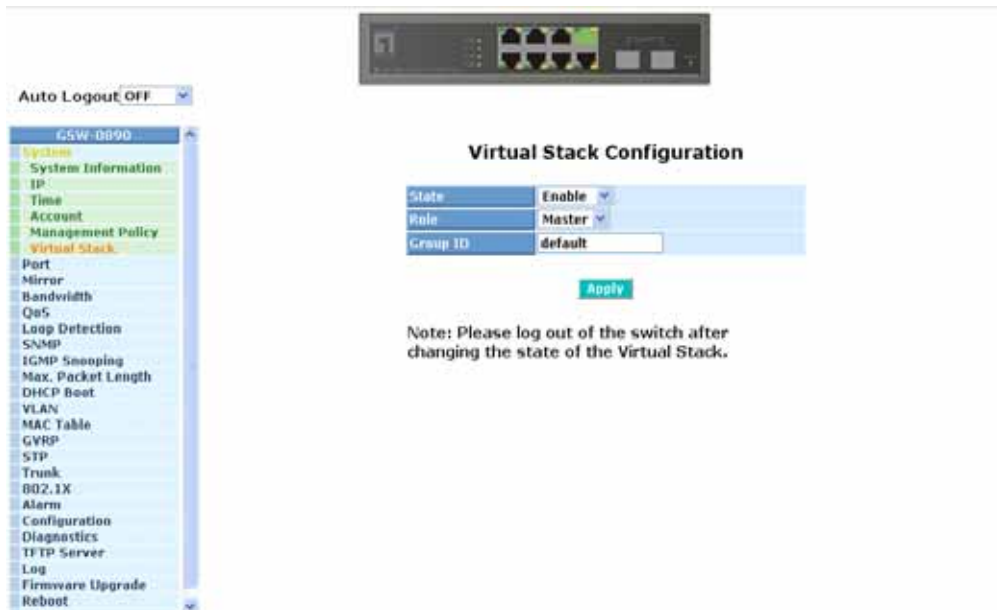 Auto Logout OFF
GSW-0890
System
System Information
IP
Time
Account
Management Policy
Virtual Stack
Port
Mirror
Bandwidth
QoS
Loop Detection
SNMP
IGMP Snooping
Max. Packet Length
DHCP Boot
VLAN
MAC Table
GVRP
STP
Trunk
802.1X
Alarm
Configuration
Diagnostics
TFTP Server
Log
Firmware Upgrade
Reboot
Virtual Stack Configuration
State Enable
Role Master
Group ID default
Apply
Note: Please log out of the switch after
changing the state of the Virtual Stack.